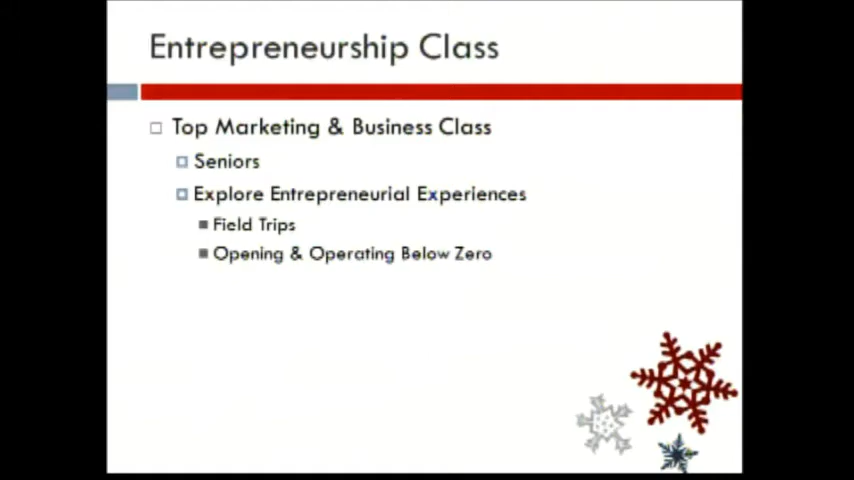 Entrepreneurship Class
Top Marketing & Business Class
Seniors
Explore Entrepreneurial Experiences
Field Trips
Opening & Operating Below Zero